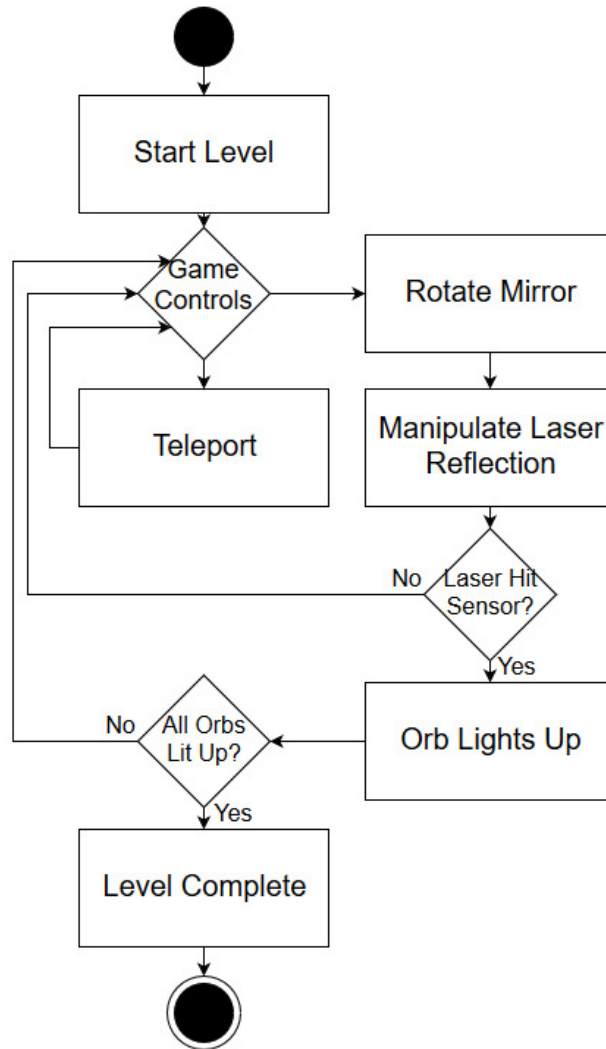 Start Level
Game
Controls
Rotate Mirror
Teleport
Manipulate Laser
Reflection
No
Laser Hit
Sensor?
Yes
No
All Orbs
Lit Up?
Orb Lights Up
Yes
Level Complete